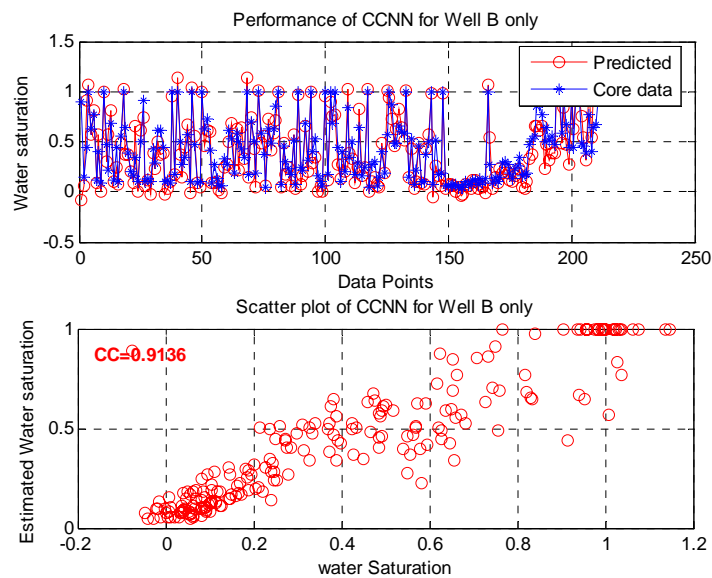 Performance of CCNN for Well B only
1.5
1
0.5
0
-0.5
Water saturation
Predicted
Core data
0
50
100
150
200
250
Data Points
Scatter plot of CCNN for Well B only
CC=0.9136
1
0.5
0
Estimated Water saturation
-0.2
0
0.2
0.4
0.6
0.8
1
1.2
water Saturation